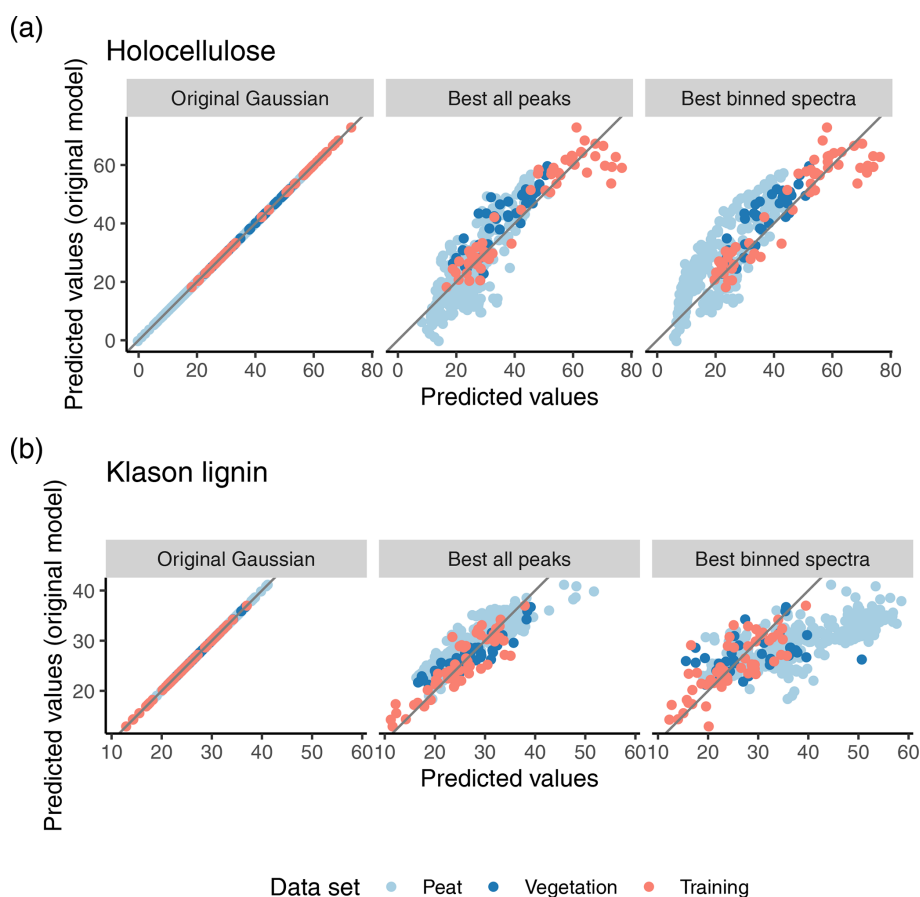 (a)
Holocellulose
Predicted values (original model)
Original Gaussian
Best all peaks
Best binned spectra
60
40
20
0
0 20 40 60 80
0 20 40 60 80
0 20 40 60 80
Predicted values
(b)
Klason lignin
Predicted values (original model)
Original Gaussian
Best all peaks
Best binned spectra
40
30
20
10 20 30 40 50 60
10 20 30 40 50 60
10 20 30 40 50 60
Predicted values
Data set Peat Vegetation Training